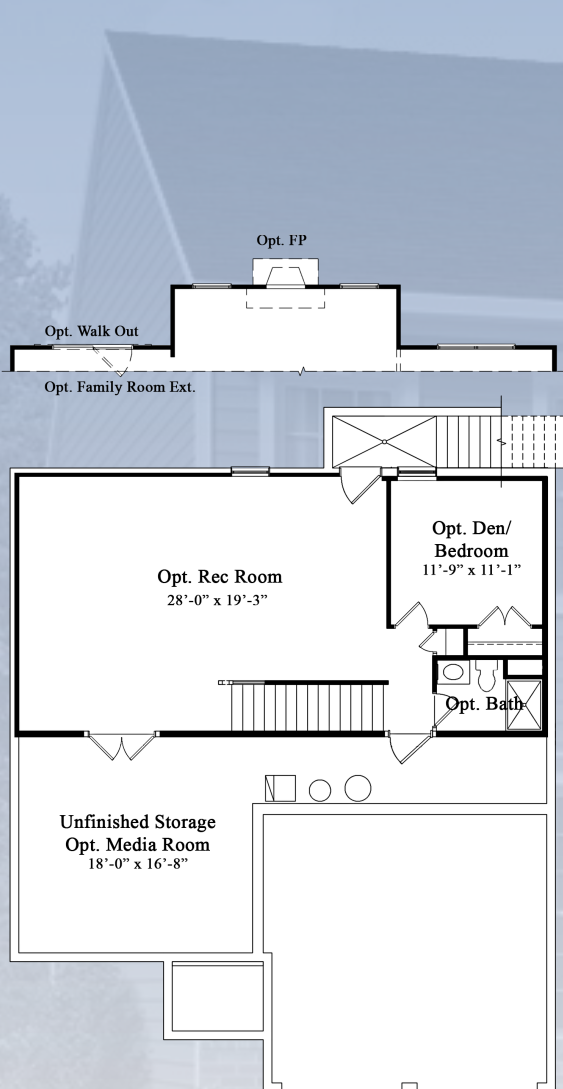 Opt. FP
Opt. Walk Out
Opt. Family Room Ext.
Opt. Den/
Bedroom
11’-9” x 11’-1”
Opt. Rec Room
28’-0” x 19’-3”
Opt. Bath
Unfinished Storage
Opt. Media Room
18’-0” x 16’-8”